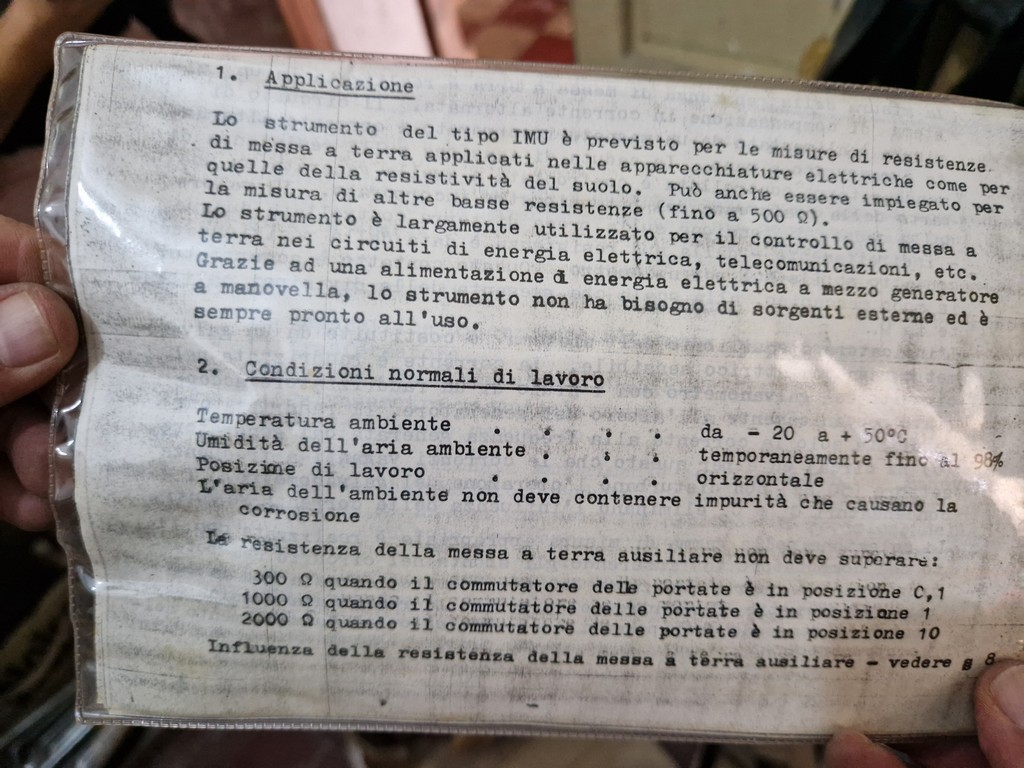 1. Applicazione
Lo strumento del tipo IMU è previsto per le misure di resistenze
di messa a terra applicati nelle apparecchiature elettriche come per
quelle della resistività del suolo. Può anche essere impiegato per
la misura di altre basse resistenze (fino a 500 Ω).
Lo strumento è largamente utilizzato per il controllo di messa a
terra nei circuiti di energia elettrica, telecomunicazioni, etc.
Grazie ad una alimentazione d energia elettrica a mezzo generatore
a manovella, lo strumento non ha bisogno di sorgenti esterne ed è
sempre pronto all'uso.
2. Condizioni normali di lavoro
Temperatura ambiente . . . . da - 20 a + 50°C
Umidità dell'aria ambiente . . . temporaneamente fino al 98%
Posizione di lavoro . . . . orizzontale
L'aria dell'ambiente non deve contenere impurità che causano la
corrosione
La resistenza della messa a terra ausiliare non deve superare:
300 Ω quando il commutatore delle portate è in posizione C,1
1000 Ω quando il commutatore delle portate è in posizione 1
2000 Ω quando il commutatore delle portate è in posizione 10
Influenza della resistenza della messa a terra ausiliare - vedere 8